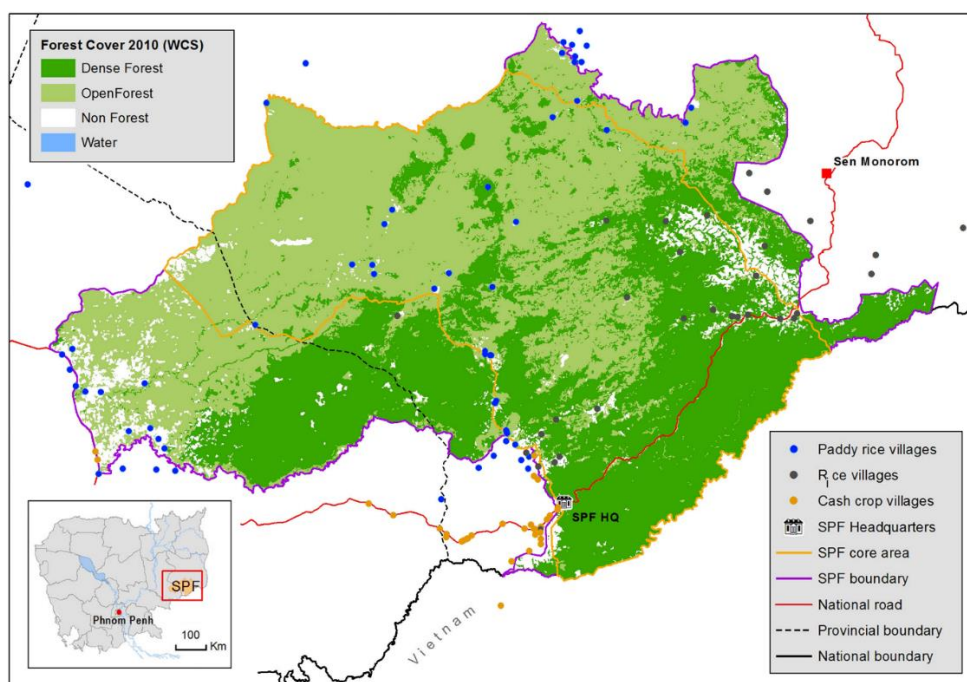 Forest Cover 2010 (WCS)
Dense Forest
OpenForest
Non Forest
Water
Sen Monorom
SPF HQ
Vietnam
Paddy rice villages
R ice villages
Cash crop villages
SPF Headquarters
SPF core area
SPF boundary
National road
Provincial boundary
National boundary
SPF
Phnom Penh
100
Km